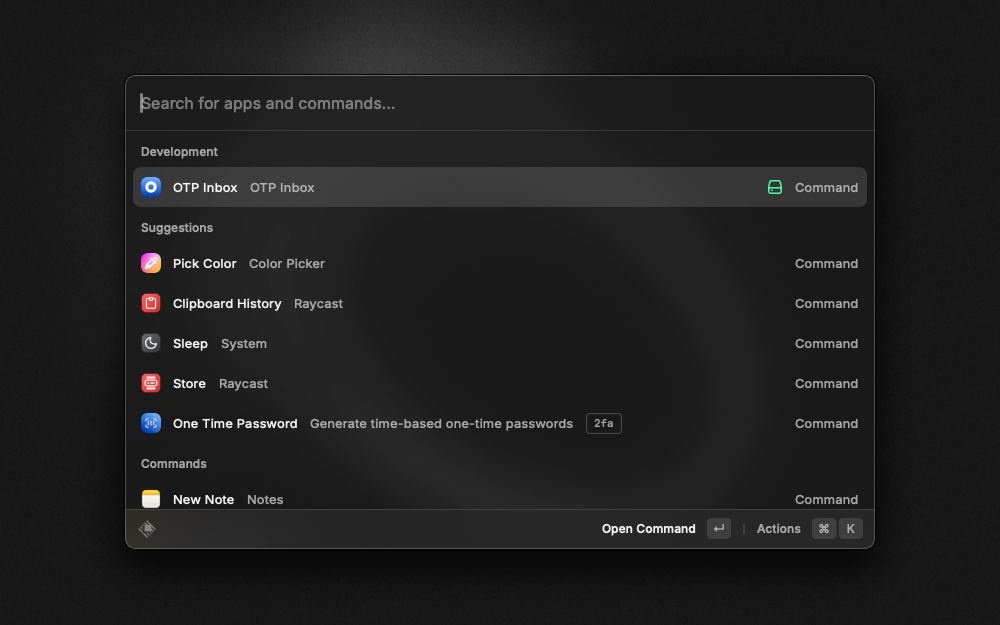 Search for apps and commands...
Development
OTP Inbox OTP Inbox Command
Suggestions
Pick Color Color Picker Command
Clipboard History Raycast Command
Sleep System Command
Store Raycast Command
One Time Password Generate time-based one-time passwords 2fa Command
Commands
New Note Notes Command
Open Command ↵ | Actions ⌘ K